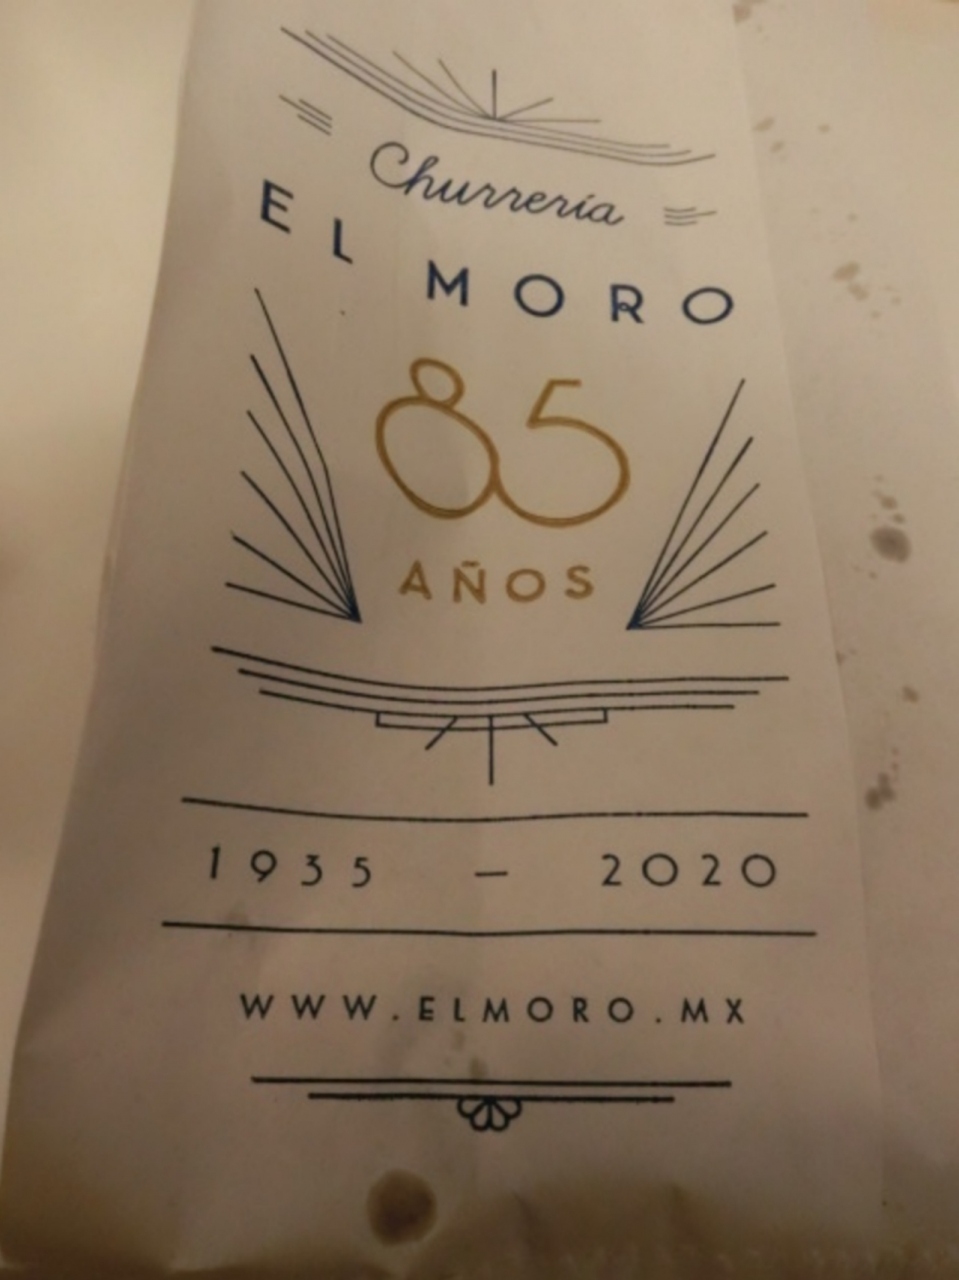 Churrería
EL MORO
85
AÑOS
1935 — 2020
WWW.ELMORO.MX